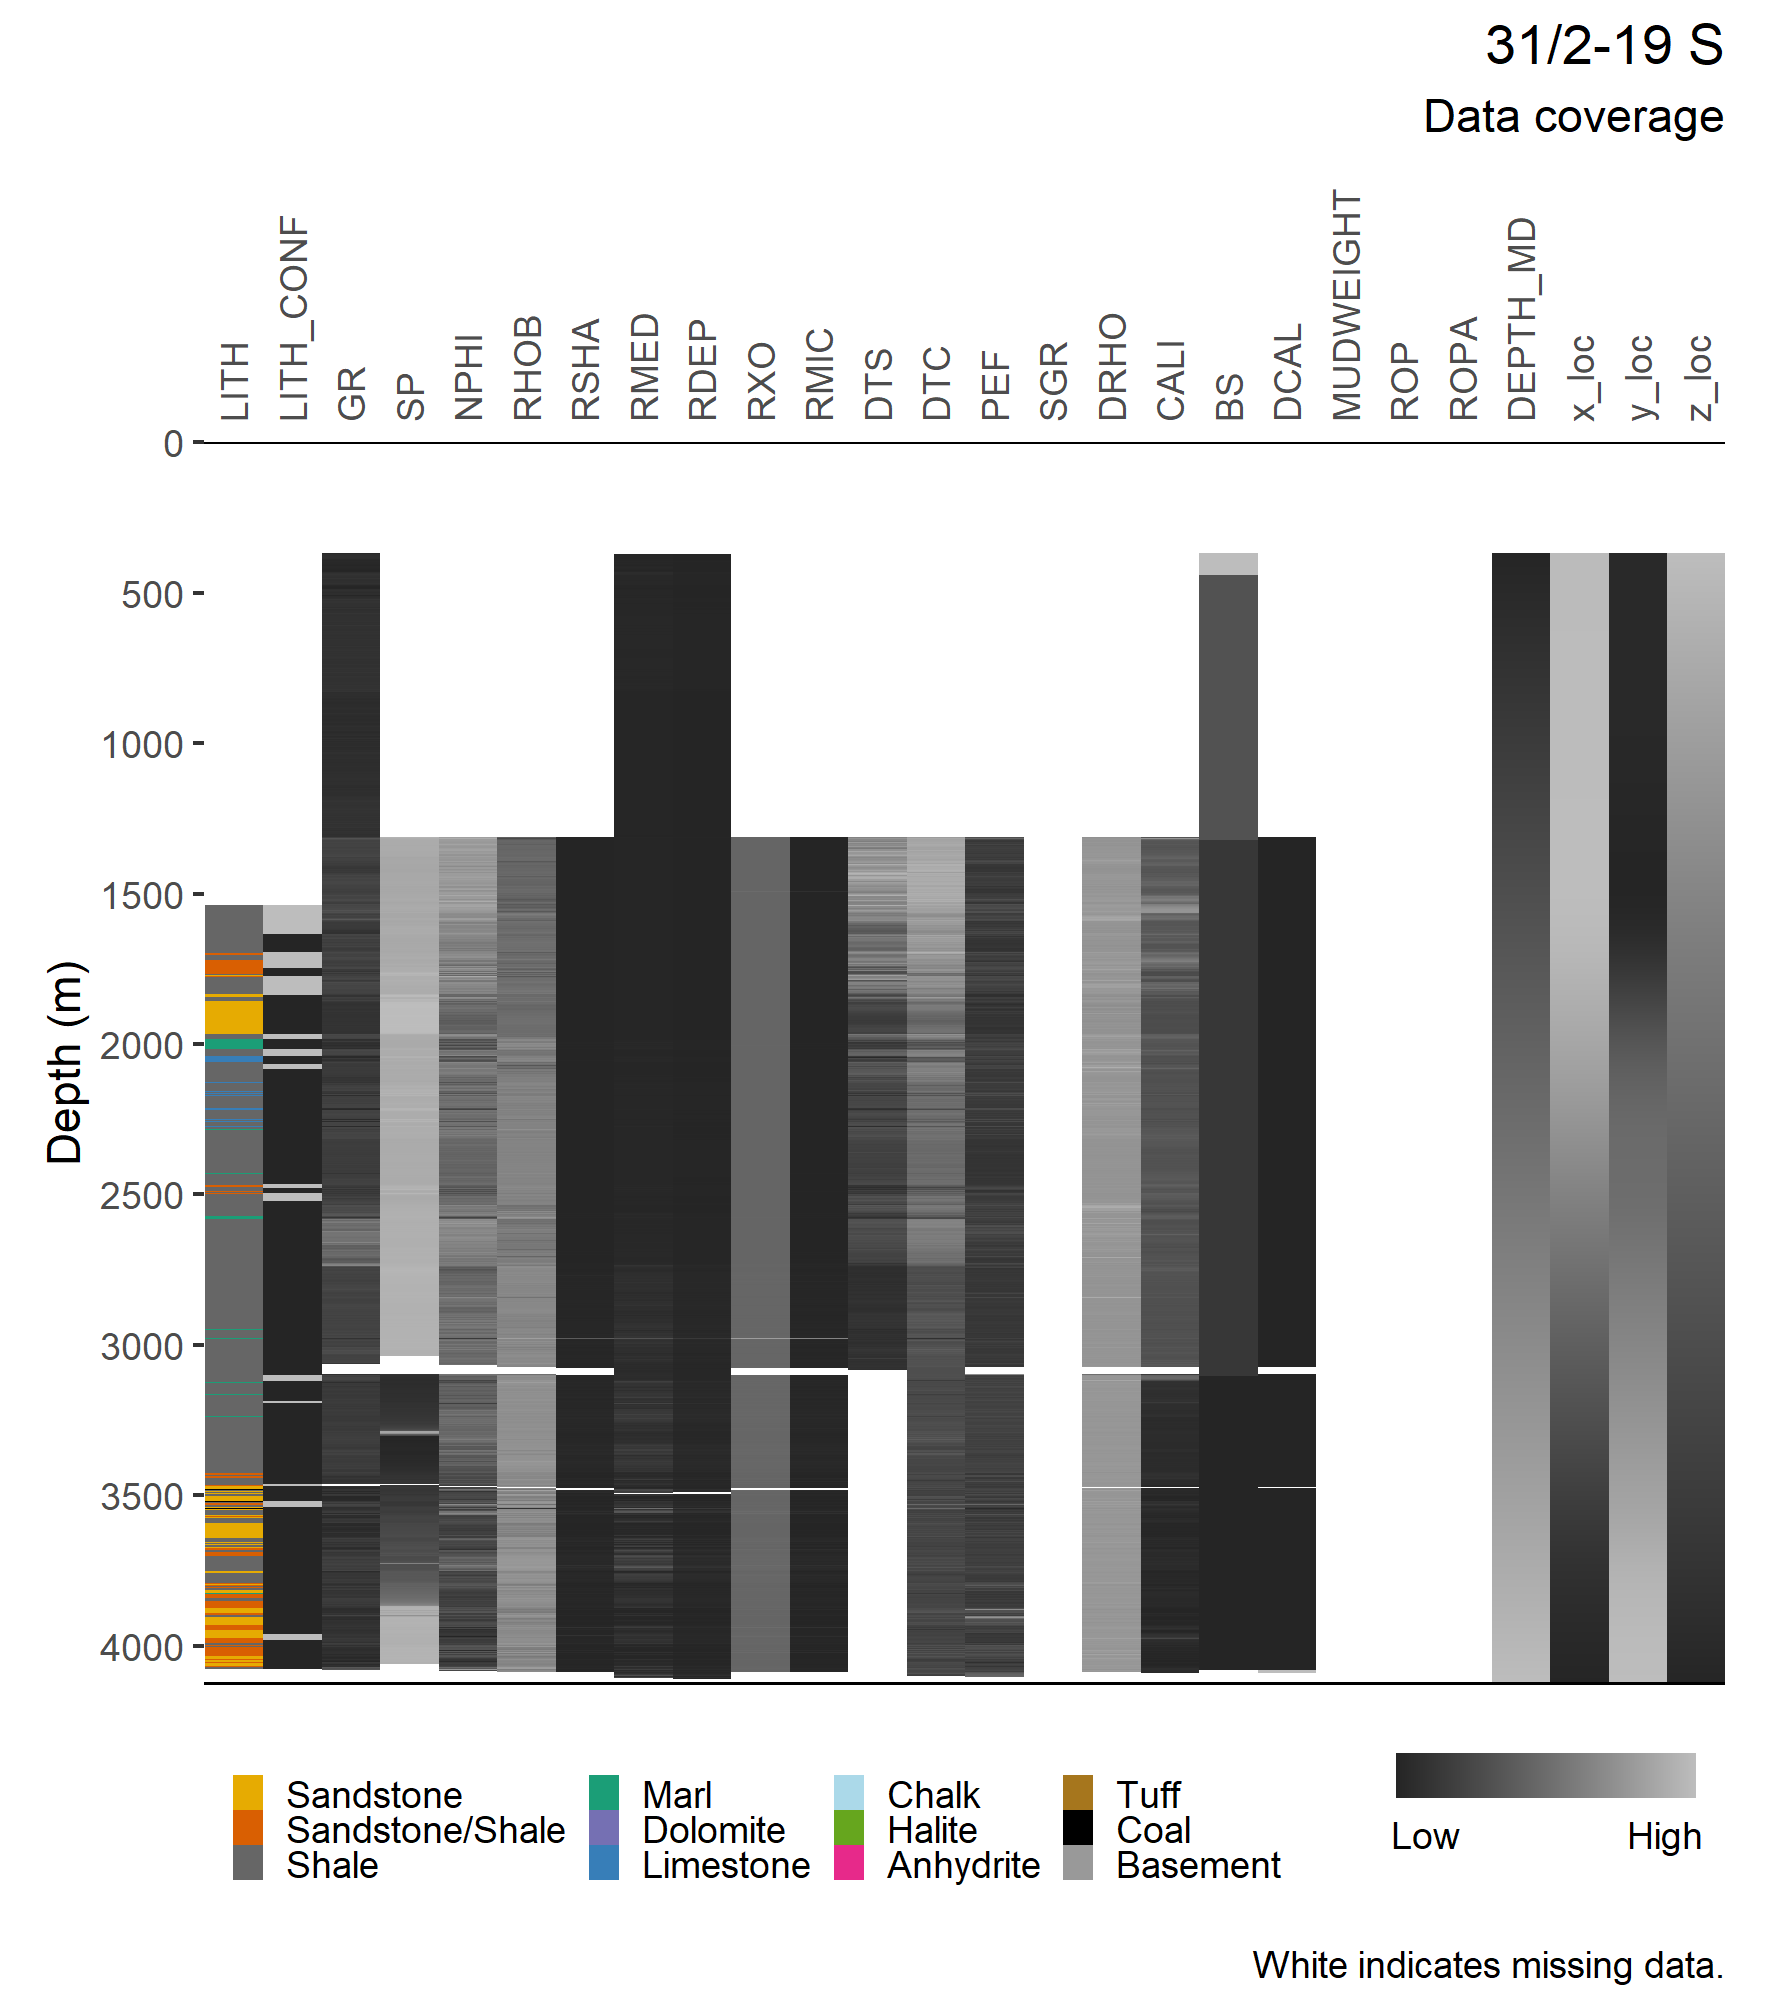 31/2-19 S
Data coverage
LITH
LITH_CONF
GR
SP
NPHI
RHOB
RSHA
RMED
RDEP
RXO
RMIC
DTS
DTC
PEF
SGR
DRHO
CALI
BS
DCAL
MUDWEIGHT
ROP
ROPA
DEPTH_MD
x_loc
y_loc
z_loc
Depth (m)
0
500
1000
1500
2000
2500
3000
3500
4000
Sandstone
Sandstone/Shale
Shale
Marl
Dolomite
Limestone
Chalk
Halite
Anhydrite
Tuff
Coal
Basement
Low High
White indicates missing data.